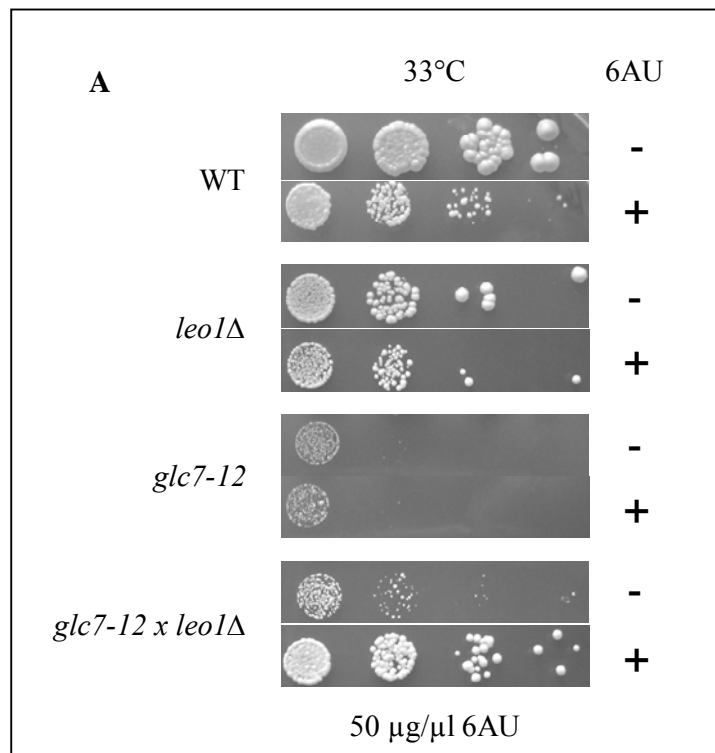 A
33°C 6AU
WT
-
+
leo1Δ
-
+
glc7-12
-
+
glc7-12 x leo1Δ
-
+
50 µg/µl 6AU